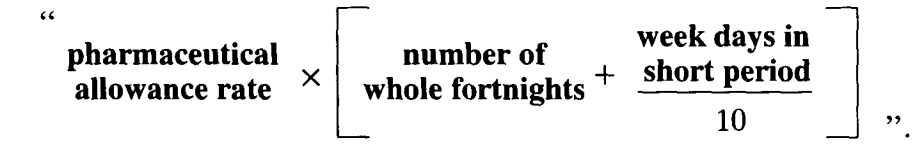 “
pharmaceutical allowance rate × [ number of whole fortnights + week days in short period / 10 ] ”.